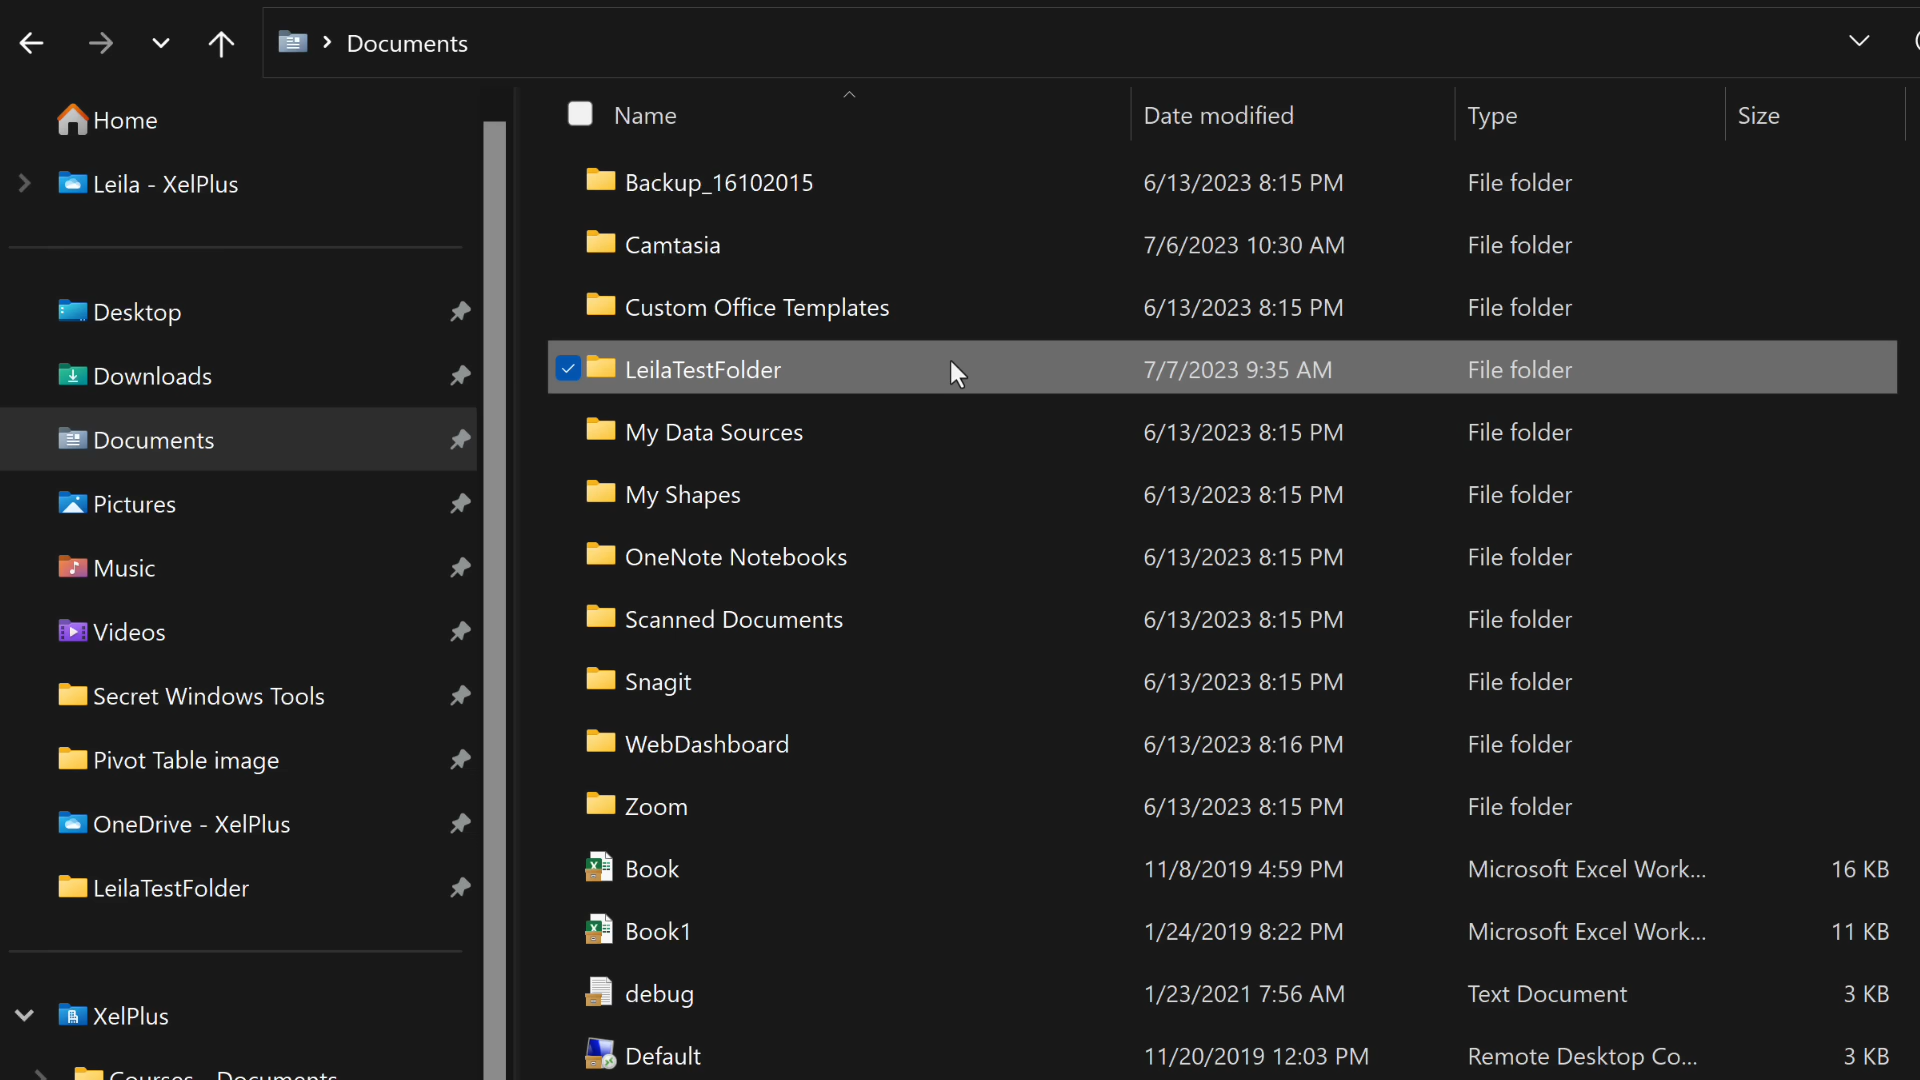 Documents
Home
Leila - XelPlus
Desktop
Downloads
Documents
Pictures
Music
Videos
Secret Windows Tools
Pivot Table image
OneDrive - XelPlus
LeilaTestFolder
XelPlus
Courses - Documents
Name Date modified Type Size
Backup_16102015 6/13/2023 8:15 PM File folder
Camtasia 7/6/2023 10:30 AM File folder
Custom Office Templates 6/13/2023 8:15 PM File folder
LeilaTestFolder 7/7/2023 9:35 AM File folder
My Data Sources 6/13/2023 8:15 PM File folder
My Shapes 6/13/2023 8:15 PM File folder
OneNote Notebooks 6/13/2023 8:15 PM File folder
Scanned Documents 6/13/2023 8:15 PM File folder
Snagit 6/13/2023 8:15 PM File folder
WebDashboard 6/13/2023 8:16 PM File folder
Zoom 6/13/2023 8:15 PM File folder
Book 11/8/2019 4:59 PM Microsoft Excel Work... 16 KB
Book1 1/24/2019 8:22 PM Microsoft Excel Work... 11 KB
debug 1/23/2021 7:56 AM Text Document 3 KB
Default 11/20/2019 12:03 PM Remote Desktop Co... 3 KB